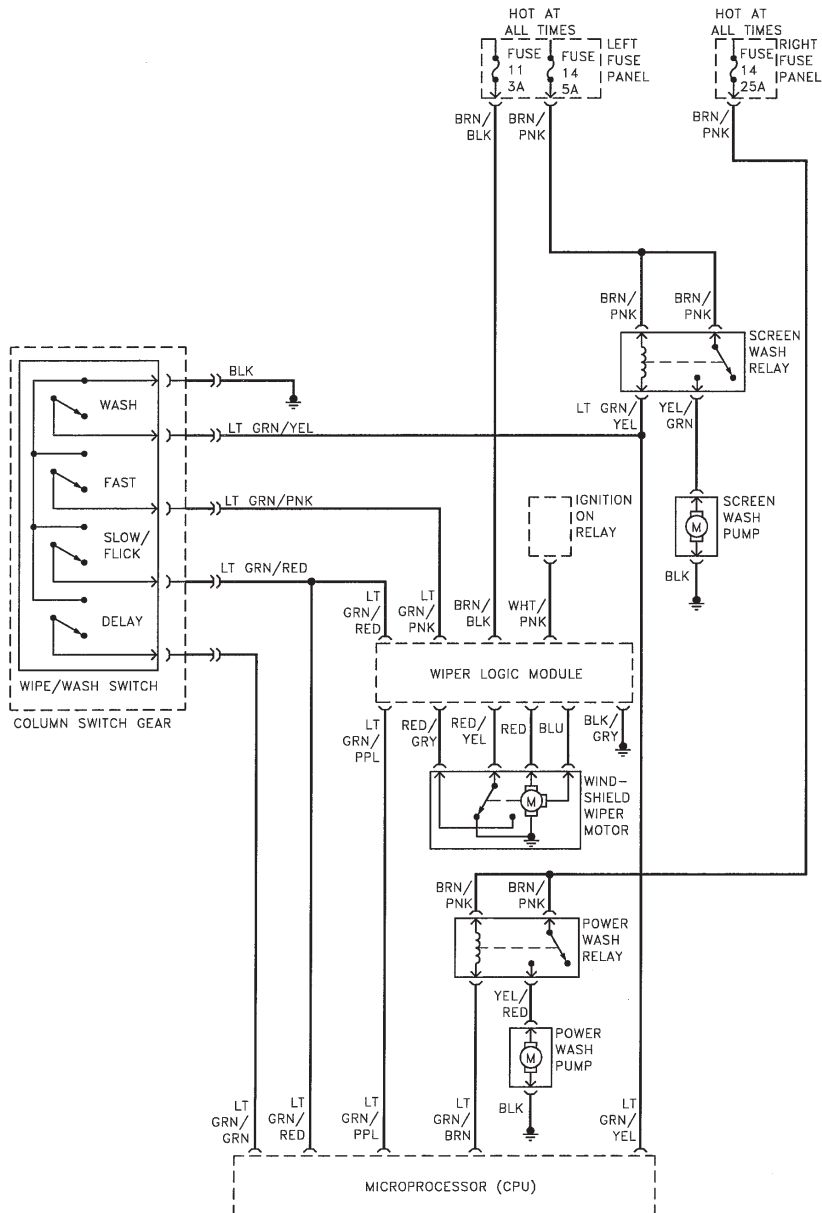 HOT AT
ALL TIMES
HOT AT
ALL TIMES
FUSE
11
3A
FUSE
14
5A
LEFT
FUSE
PANEL
FUSE
14
25A
RIGHT
FUSE
PANEL
BRN/
BLK
BRN/
PNK
BRN/
PNK
BRN/
PNK
BRN/
PNK
SCREEN
WASH
RELAY
BLK
WASH
LT GRN/
YEL
YEL/
GRN
LT GRN/YEL
FAST
LT GRN/PNK
IGNITION
ON
RELAY
SCREEN
WASH
PUMP
M
SLOW/
FLICK
LT GRN/RED
BLK
LT
GRN/
RED
LT
GRN/
PNK
BRN/
BLK
WHT/
PNK
DELAY
WIPER LOGIC MODULE
WIPE/WASH SWITCH
COLUMN SWITCH GEAR
LT
GRN/
PPL
RED/
GRY
RED/
YEL
RED
BLU
BLK/
GRY
M
WIND-
SHIELD
WIPER
MOTOR
BRN/
PNK
BRN/
PNK
POWER
WASH
RELAY
YEL/
RED
M
POWER
WASH
PUMP
BLK
LT
GRN/
GRN
LT
GRN/
RED
LT
GRN/
PPL
LT
GRN/
BRN
LT
GRN/
YEL
MICROPROCESSOR (CPU)